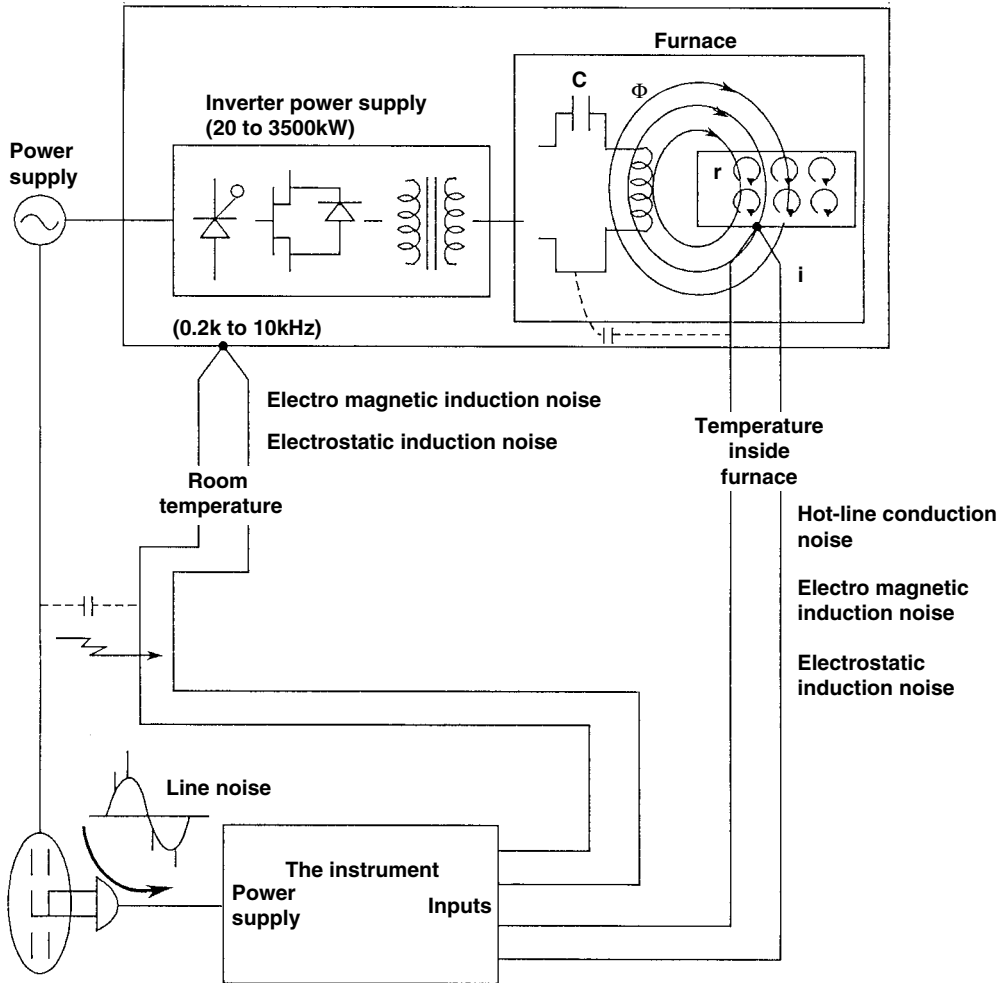 Furnace
C
Φ
Inverter power supply
(20 to 3500kW)
Power
supply
r
i
(0.2k to 10kHz)
Electro magnetic induction noise
Electrostatic induction noise
Room
temperature
Temperature
inside
furnace
Hot-line conduction
noise
Electro magnetic
induction noise
Electrostatic
induction noise
Line noise
The instrument
Power
supply
Inputs